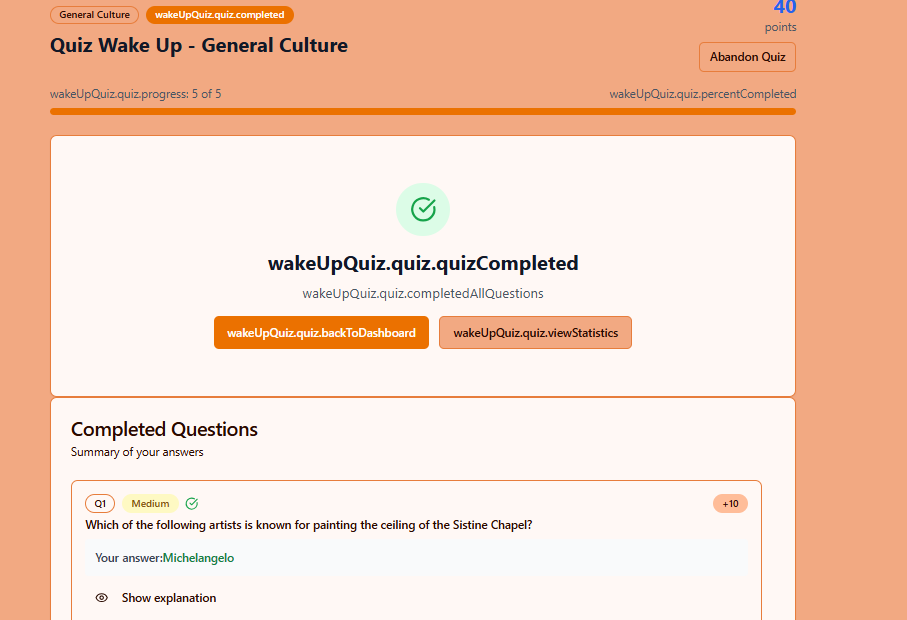 General Culture wakeUpQuiz.quiz.completed
40
points
Quiz Wake Up - General Culture
Abandon Quiz
wakeUpQuiz.quiz.progress: 5 of 5 wakeUpQuiz.quiz.percentCompleted
wakeUpQuiz.quiz.quizCompleted
wakeUpQuiz.quiz.completedAllQuestions
wakeUpQuiz.quiz.backToDashboard wakeUpQuiz.quiz.viewStatistics
Completed Questions
Summary of your answers
Q1 Medium +10
Which of the following artists is known for painting the ceiling of the Sistine Chapel?
Your answer:Michelangelo
Show explanation